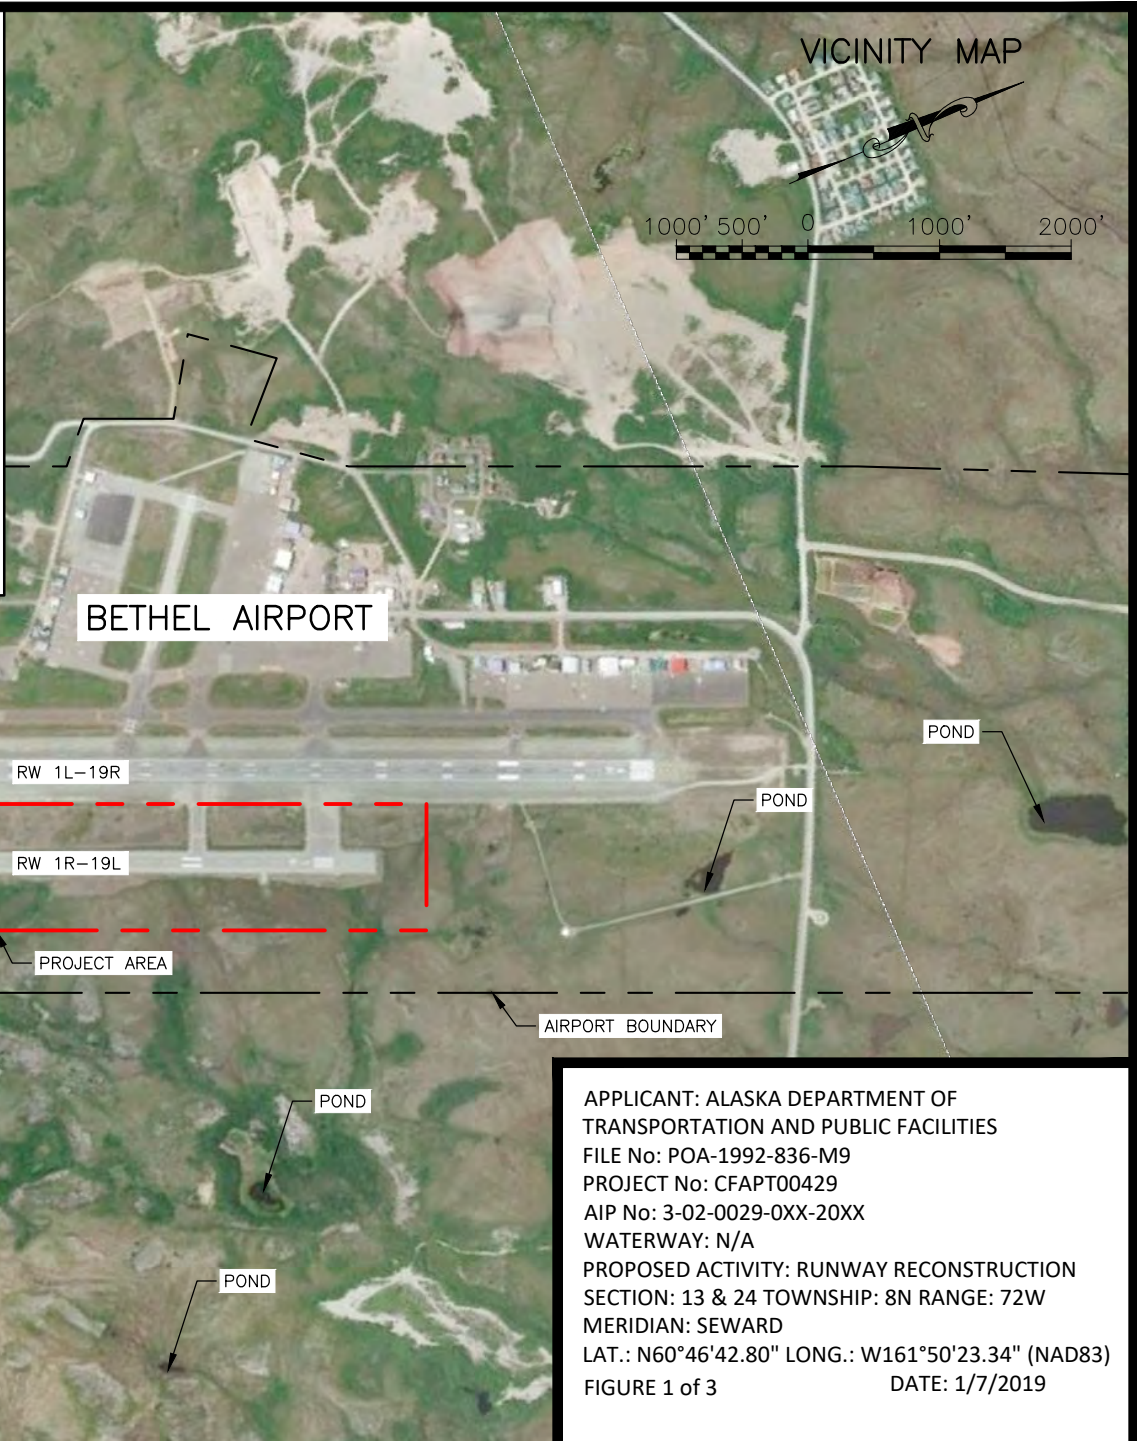 VICINITY MAP
N
1000' 500' 0 1000' 2000'
BETHEL AIRPORT
POND
RW 1L-19R
POND
RW 1R-19L
PROJECT AREA
AIRPORT BOUNDARY
POND
POND
APPLICANT: ALASKA DEPARTMENT OF
TRANSPORTATION AND PUBLIC FACILITIES
FILE No: POA-1992-836-M9
PROJECT No: CFAPT00429
AIP No: 3-02-0029-0XX-20XX
WATERWAY: N/A
PROPOSED ACTIVITY: RUNWAY RECONSTRUCTION
SECTION: 13 & 24 TOWNSHIP: 8N RANGE: 72W
MERIDIAN: SEWARD
LAT.: N60°46'42.80" LONG.: W161°50'23.34" (NAD83)
FIGURE 1 of 3 DATE: 1/7/2019